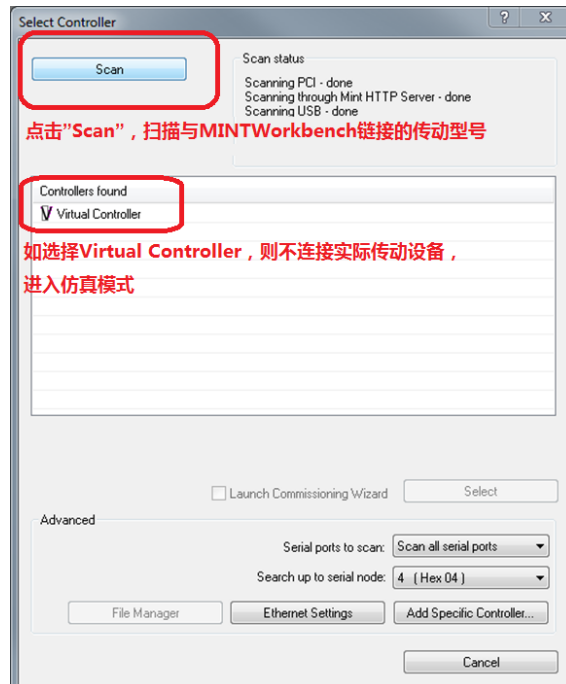 Select Controller
Scan
Scan status
Scanning PCI - done
Scanning through Mint HTTP Server - done
Scanning USB - done
点击”Scan”，扫描与MINTWorkbench链接的传动型号
Controllers found
Virtual Controller
如选择Virtual Controller，则不连接实际传动设备，
进入仿真模式
Launch Commissioning Wizard
Select
Advanced
Serial ports to scan:
Scan all serial ports
Search up to serial node:
4 ( Hex 04 )
File Manager
Ethernet Settings
Add Specific Controller...
Cancel